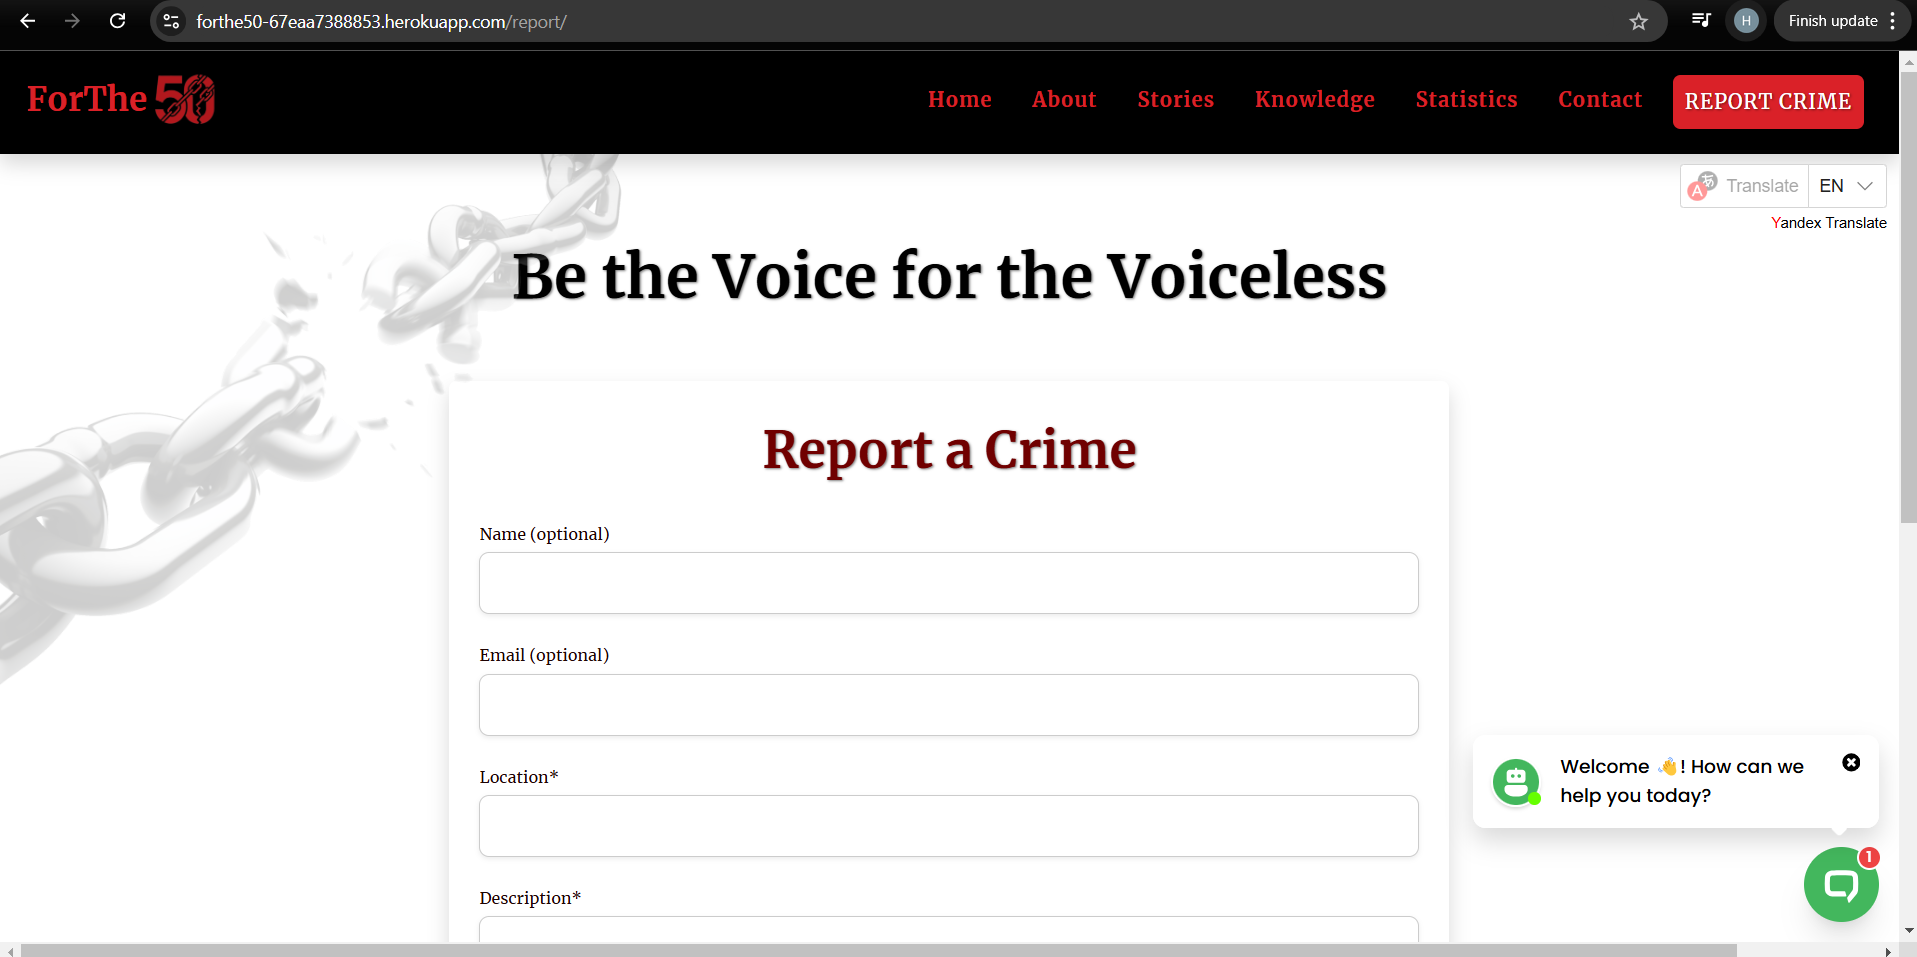 forthe50-67eaa7388853.herokuapp.com/report/
H
Finish update
ForThe 50
Home About Stories Knowledge Statistics Contact REPORT CRIME
Translate EN
Yandex Translate
Be the Voice for the Voiceless
Report a Crime
Name (optional)
Email (optional)
Location*
Description*
Welcome 👋! How can we
help you today?
1